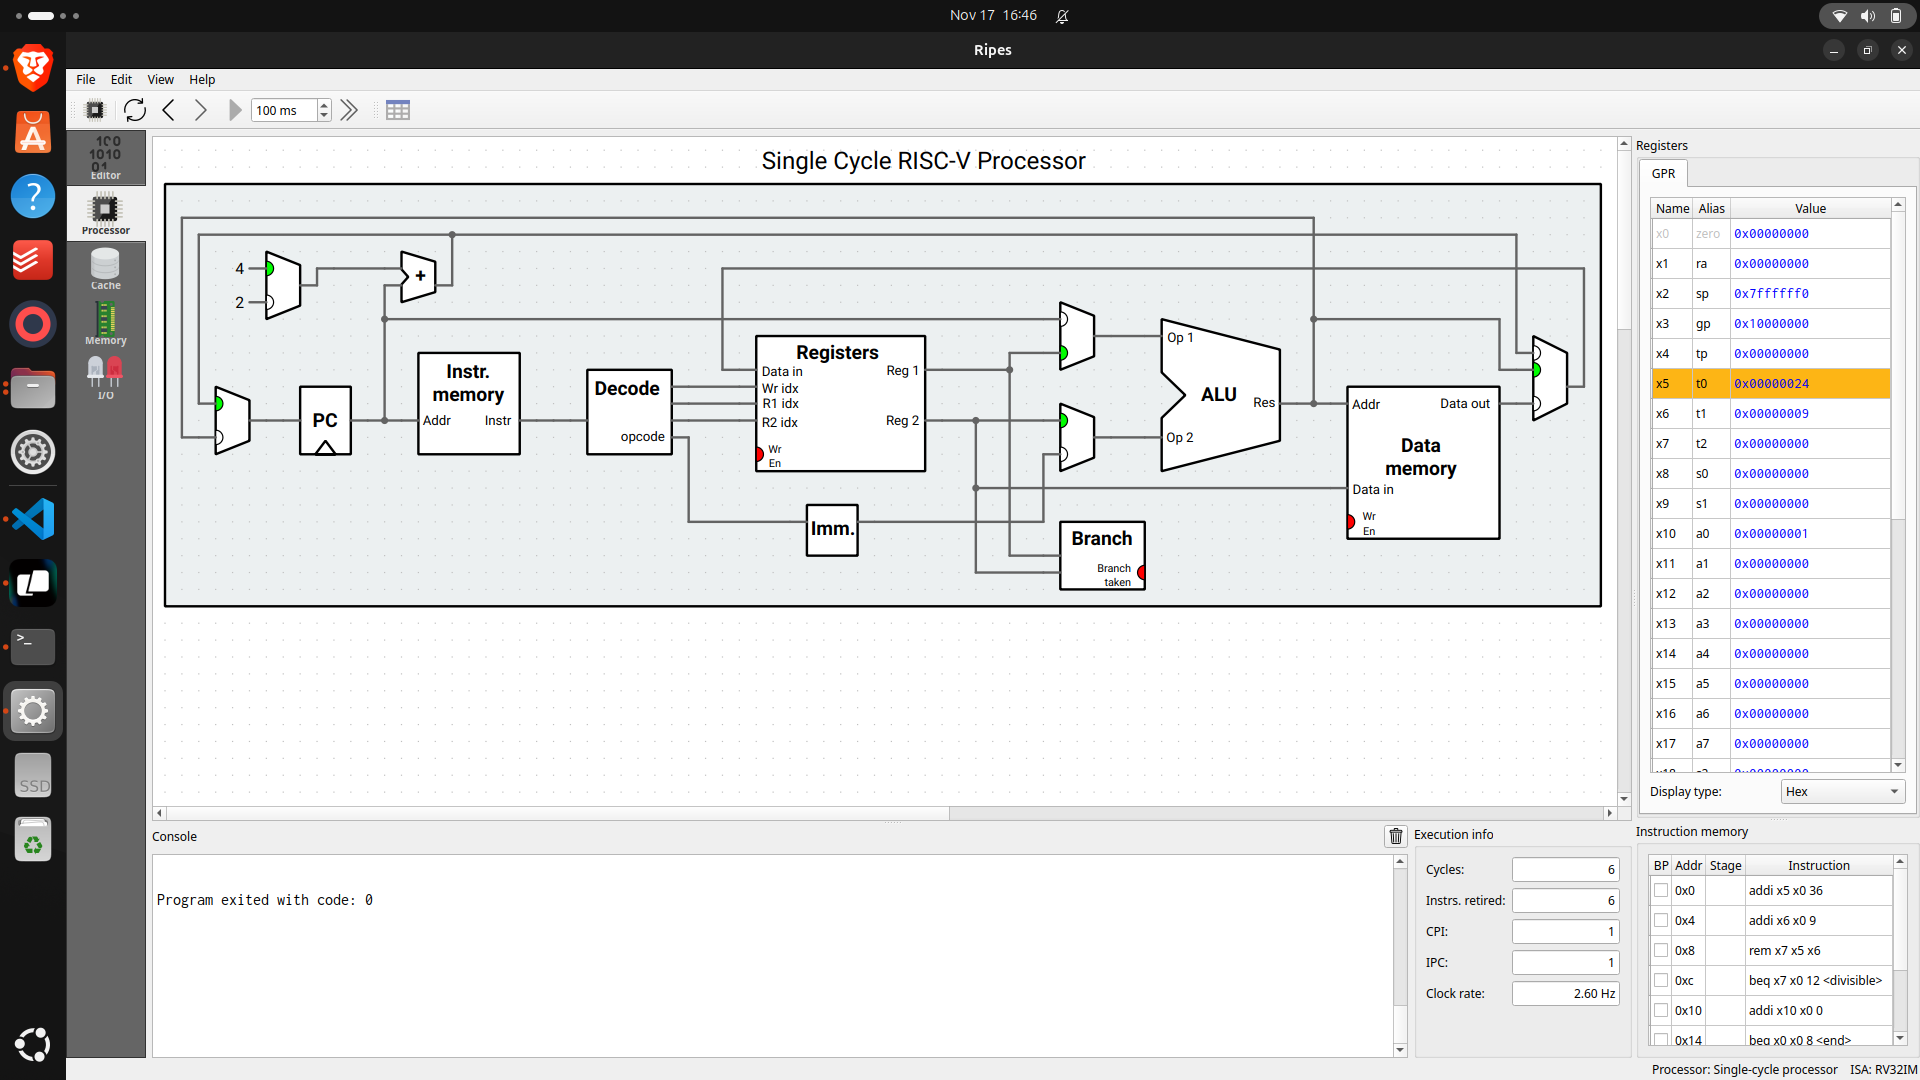 Nov 17 16:46
Ripes
File Edit View Help
100 ms
Editor
Processor
Cache
Memory
I/O
Single Cycle RISC-V Processor
4
2
+
PC
Instr. memory
Addr Instr
Decode
opcode
Registers
Data in Reg 1
Wr idx
R1 idx
R2 idx Reg 2
Wr En
Imm.
Op 1
ALU
Res
Op 2
Branch
Branch taken
Addr Data out
Data memory
Data in
Wr En
Registers
GPR
Name Alias Value
x0 zero 0x00000000
x1 ra 0x00000000
x2 sp 0x7ffffff0
x3 gp 0x10000000
x4 tp 0x00000000
x5 t0 0x00000024
x6 t1 0x00000009
x7 t2 0x00000000
x8 s0 0x00000000
x9 s1 0x00000000
x10 a0 0x00000001
x11 a1 0x00000000
x12 a2 0x00000000
x13 a3 0x00000000
x14 a4 0x00000000
x15 a5 0x00000000
x16 a6 0x00000000
x17 a7 0x00000000
Display type: Hex
Console
Program exited with code: 0
Execution info
Cycles: 6
Instrs. retired: 6
CPI: 1
IPC: 1
Clock rate: 2.60 Hz
Instruction memory
BP Addr Stage Instruction
0x0 addi x5 x0 36
0x4 addi x6 x0 9
0x8 rem x7 x5 x6
0xc beq x7 x0 12 <divisible>
0x10 addi x10 x0 0
0x14 beq x0 x0 8 <end>
Processor: Single-cycle processor ISA: RV32IM
SSD